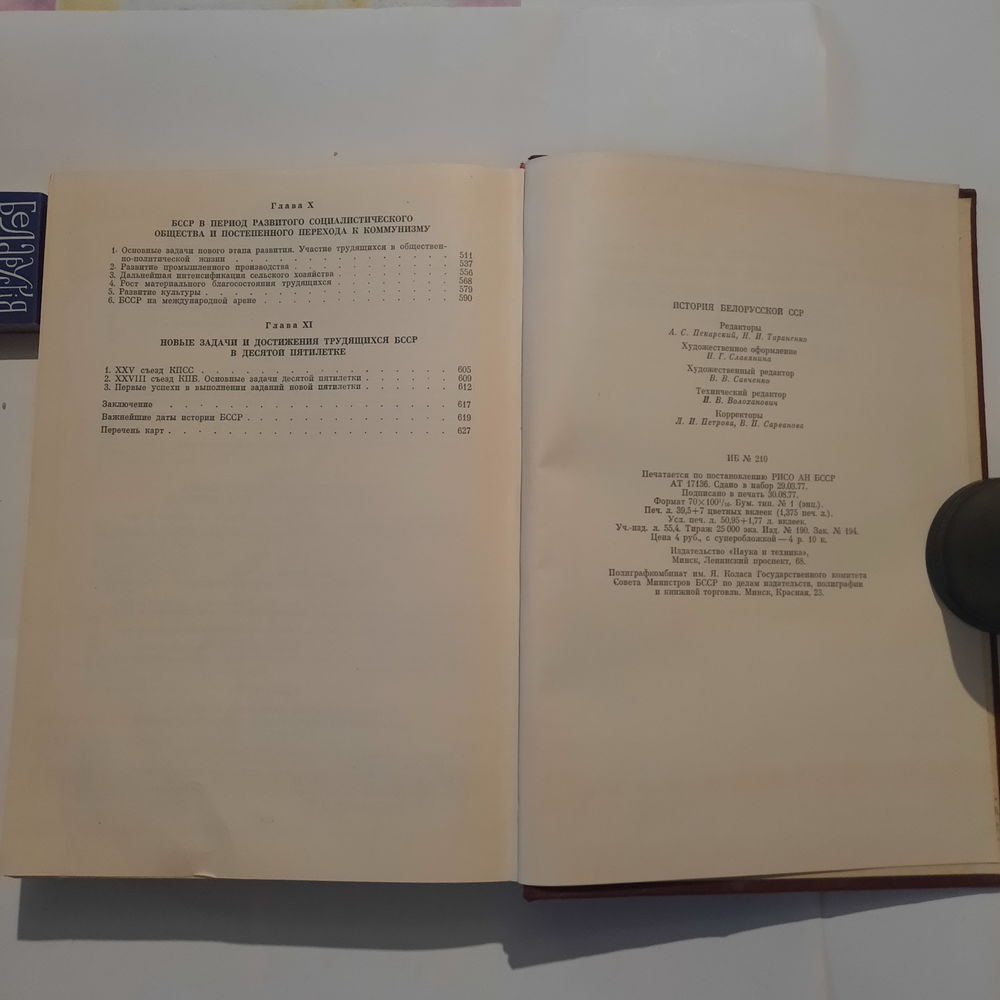 БЕЛАРУСІЯ
Глава X
БССР В ПЕРИОД РАЗВИТОГО СОЦИАЛИСТИЧЕСКОГО
ОБЩЕСТВА И ПОСТЕПЕННОГО ПЕРЕХОДА К КОММУНИЗМУ
1. Основные задачи нового этапа развития. Участие трудящихся в обществен-
но-политической жизни . . . . . . . . . . . . . 511
2. Развитие промышленного производства . . . . . . . . . 537
3. Дальнейшая интенсификация сельского хозяйства . . . . . . . 556
4. Рост материального благосостояния трудящихся . . . . . . . 568
5. Развитие культуры . . . . . . . . . . . . . . 579
6. БССР на международной арене . . . . . . . . . . . 590
Глава XI
НОВЫЕ ЗАДАЧИ И ДОСТИЖЕНИЯ ТРУДЯЩИХСЯ БССР
В ДЕСЯТОЙ ПЯТИЛЕТКЕ
1. XXV съезд КПСС . . . . . . . . . . . . . . 605
2. XXVIII съезд КПБ. Основные задачи десятой пятилетки . . . . . 609
3. Первые успехи в выполнении заданий новой пятилетки . . . . . 612
Заключение . . . . . . . . . . . . . . . . 617
Важнейшие даты истории БССР . . . . . . . . . . . . 619
Перечень карт . . . . . . . . . . . . . . . . 627
ИСТОРИЯ БЕЛОРУССКОЙ ССР
Редакторы
А. С. Пекарский, Н. И. Тараненко
Художественное оформление
Н. Г. Славянина
Художественный редактор
В. В. Савченко
Технический редактор
И. В. Волоханович
Корректоры
Л. И. Петрова, В. П. Сарванова
ИБ № 210
Печатается по постановлению РИСО АН БССР
АТ 17136. Сдано в набор 29.03.77.
Подписано в печать 30.08.77.
Формат 70×100¹/₁₆. Бум. тип. № 1 (энц.).
Печ. л. 39,5+7 цветных вклеек (1,375 печ. л.).
Усл. печ. л. 50,95+1,77 л. вклеек.
Уч.-изд. л. 55,4. Тираж 25 000 экз. Изд. № 190. Зак. № 194.
Цена 4 руб., с суперобложкой — 4 р. 10 к.
Издательство «Наука и техника»,
Минск, Ленинский проспект, 68.
Полиграфкомбинат им. Я. Коласа Государственного комитета
Совета Министров БССР по делам издательств, полиграфии
и книжной торговли. Минск, Красная, 23.